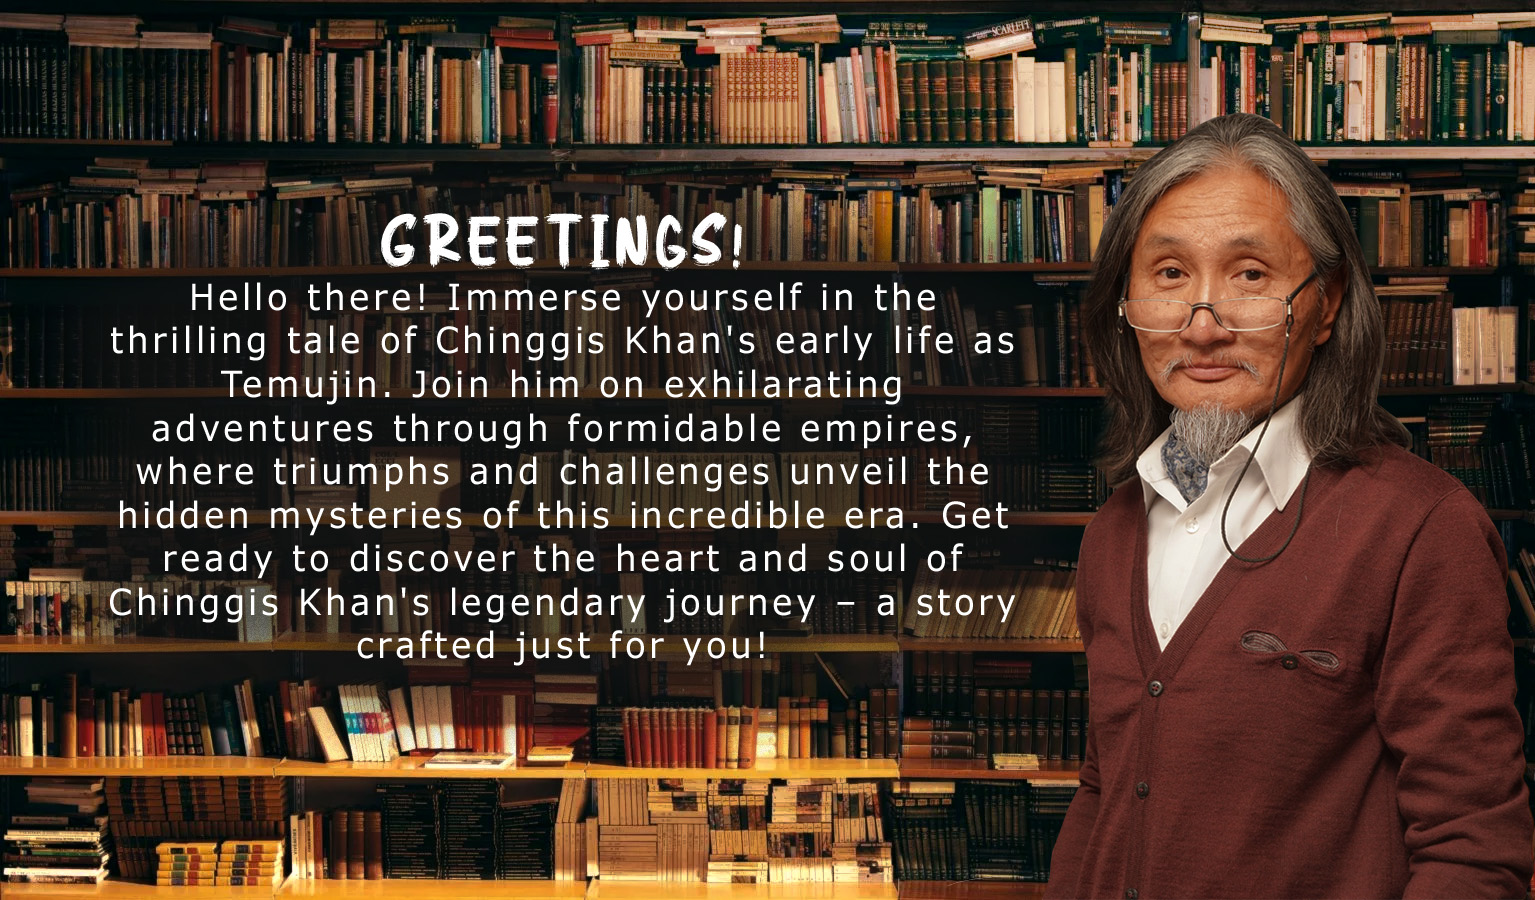 SCARLETT
GREETINGS!
Hello there! Immerse yourself in the
thrilling tale of Chinggis Khan's early life as
Temujin. Join him on exhilarating
adventures through formidable empires,
where triumphs and challenges unveil the
hidden mysteries of this incredible era. Get
ready to discover the heart and soul of
Chinggis Khan's legendary journey – a story
crafted just for you!